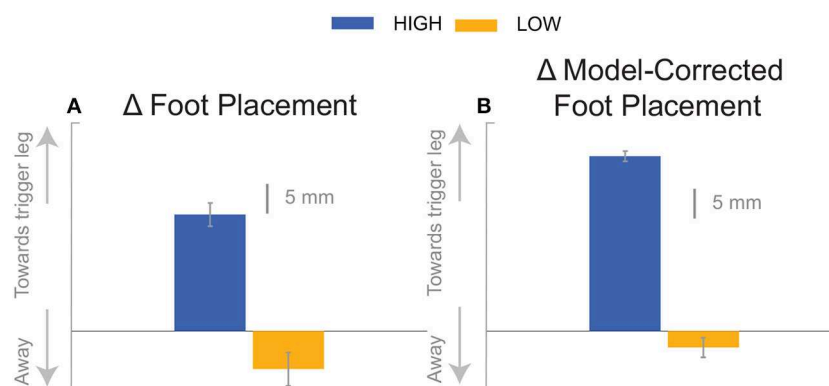 HIGH LOW
A Δ Foot Placement
Towards trigger leg
Away
5 mm
B Δ Model-Corrected
Foot Placement
Towards trigger leg
Away
5 mm